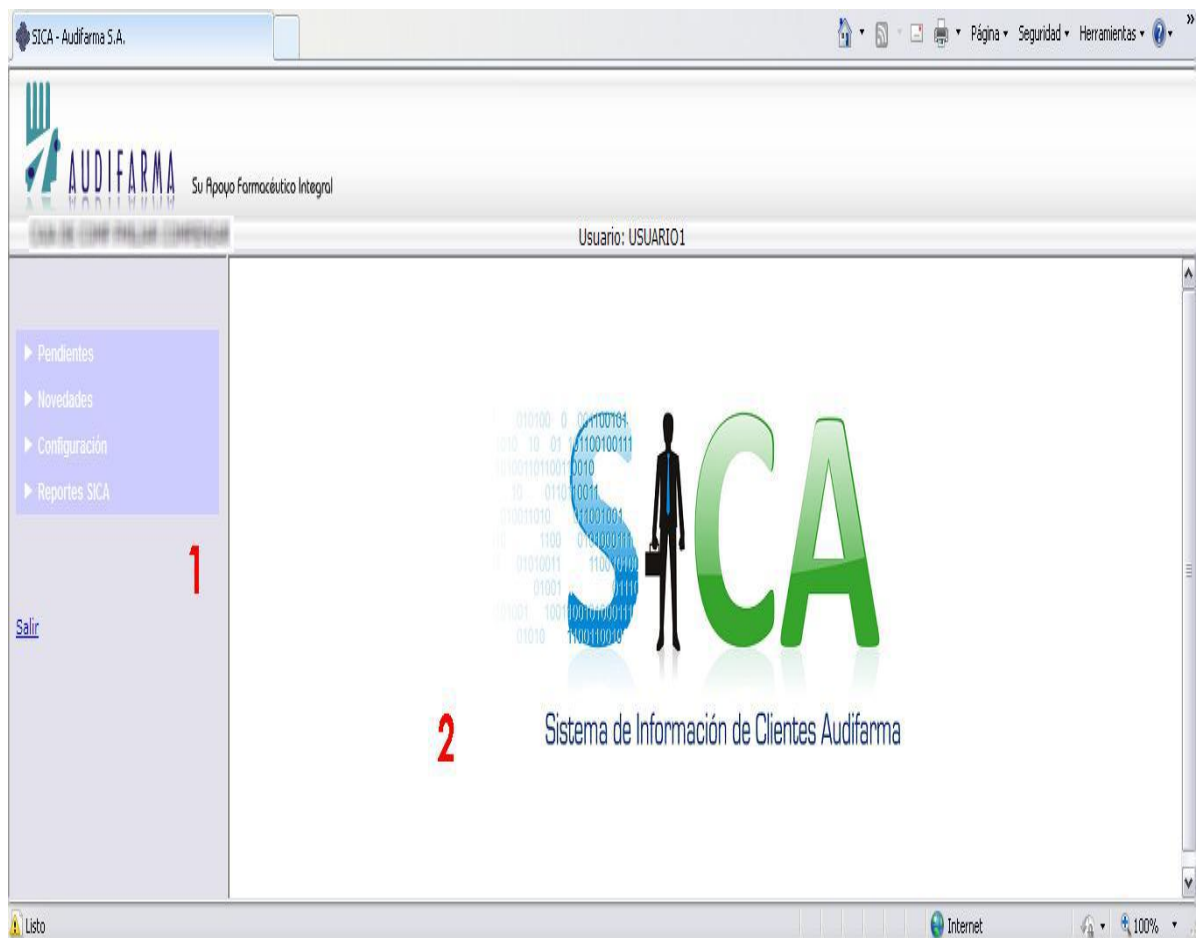 SICA - Audifarma S.A.
Página Seguridad Herramientas »
AUDIFARMA Su Apoyo Farmacéutico Integral
Usuario: USUARIO1
Pendientes
Novedades
Configuración
Reportes SICA
1
Salir
SICA
2
Sistema de Información de Clientes Audifarma
Listo
Internet
100%